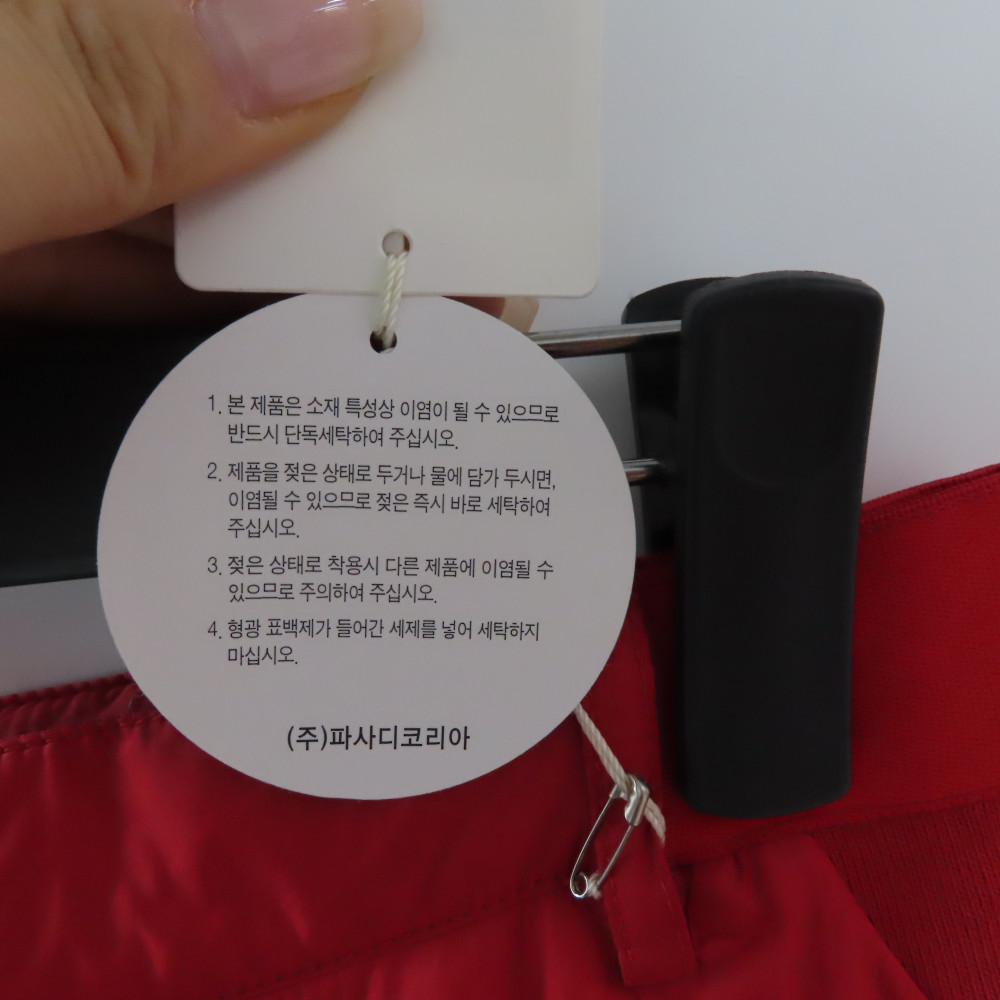 1. 본 제품은 소재 특성상 이염이 될 수 있으므로
반드시 단독세탁하여 주십시오.
2. 제품을 젖은 상태로 두거나 물에 담가 두시면,
이염될 수 있으므로 젖은 즉시 바로 세탁하여
주십시오.
3. 젖은 상태로 착용시 다른 제품에 이염될 수
있으므로 주의하여 주십시오.
4. 형광 표백제가 들어간 세제를 넣어 세탁하지
마십시오.
(주)파사디코리아